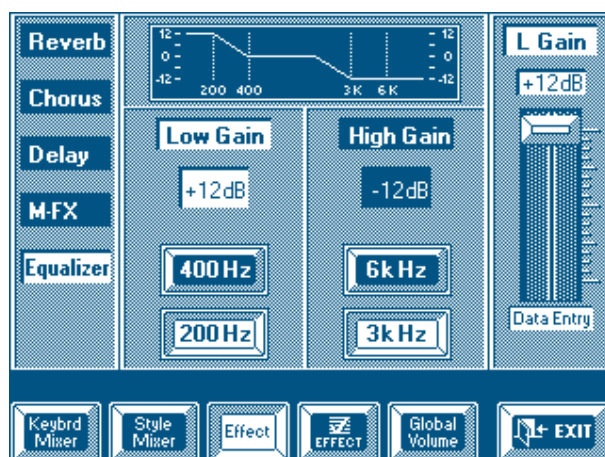 Reverb
Chorus
Delay
M-FX
Equalizer
12
0
-12
12
0
-12
200 400 3K 6K
Low Gain
+12dB
400Hz
200Hz
High Gain
-12dB
6kHz
3kHz
L Gain
+12dB
Data Entry
Keybrd
Mixer
Style
Mixer
Effect
EFFECT
Global
Volume
EXIT